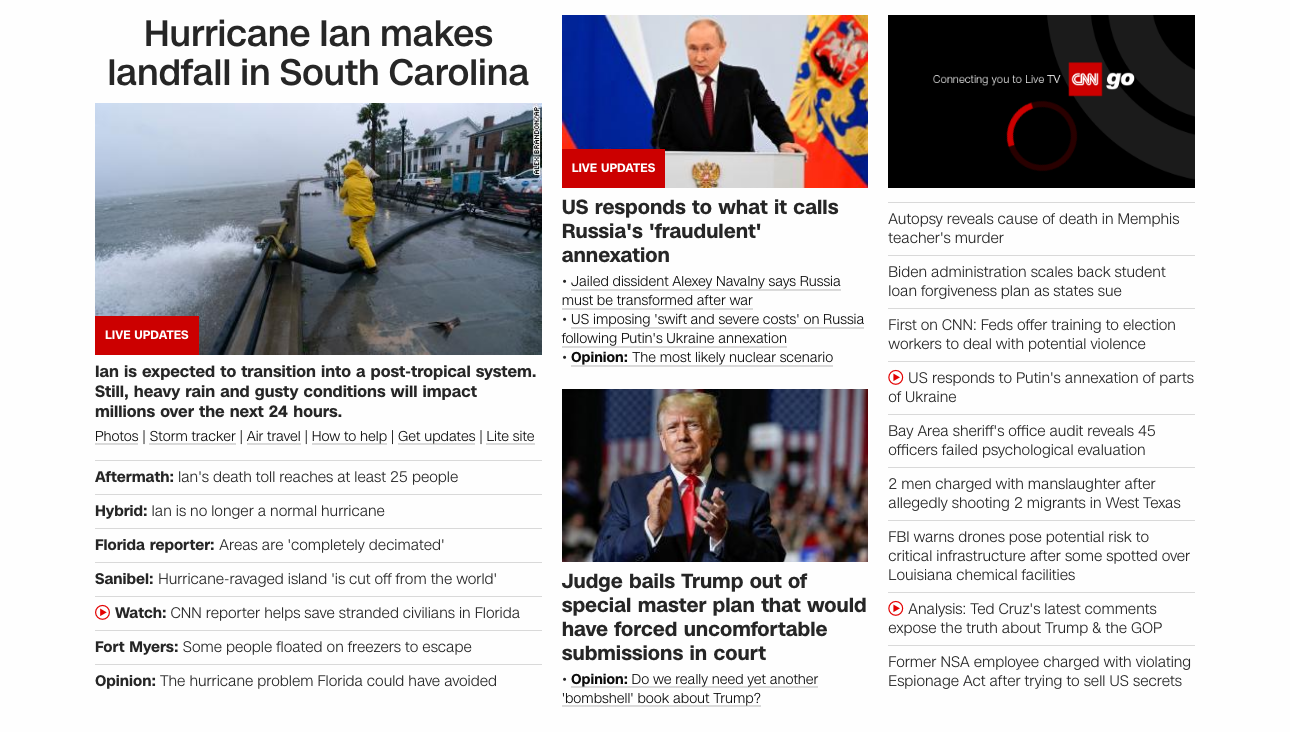 Hurricane Ian makes
landfall in South Carolina
ALEX BRANDON/AP
LIVE UPDATES
Ian is expected to transition into a post-tropical system.
Still, heavy rain and gusty conditions will impact
millions over the next 24 hours.
Photos | Storm tracker | Air travel | How to help | Get updates | Lite site
Aftermath: Ian's death toll reaches at least 25 people
Hybrid: Ian is no longer a normal hurricane
Florida reporter: Areas are 'completely decimated'
Sanibel: Hurricane-ravaged island 'is cut off from the world'
Watch: CNN reporter helps save stranded civilians in Florida
Fort Myers: Some people floated on freezers to escape
Opinion: The hurricane problem Florida could have avoided
LIVE UPDATES
US responds to what it calls
Russia's 'fraudulent'
annexation
• Jailed dissident Alexey Navalny says Russia
must be transformed after war
• US imposing 'swift and severe costs' on Russia
following Putin's Ukraine annexation
• Opinion: The most likely nuclear scenario
Judge bails Trump out of
special master plan that would
have forced uncomfortable
submissions in court
• Opinion: Do we really need yet another
'bombshell' book about Trump?
Connecting you to Live TV CNN go
Autopsy reveals cause of death in Memphis
teacher's murder
Biden administration scales back student
loan forgiveness plan as states sue
First on CNN: Feds offer training to election
workers to deal with potential violence
US responds to Putin's annexation of parts
of Ukraine
Bay Area sheriff's office audit reveals 45
officers failed psychological evaluation
2 men charged with manslaughter after
allegedly shooting 2 migrants in West Texas
FBI warns drones pose potential risk to
critical infrastructure after some spotted over
Louisiana chemical facilities
Analysis: Ted Cruz's latest comments
expose the truth about Trump & the GOP
Former NSA employee charged with violating
Espionage Act after trying to sell US secrets